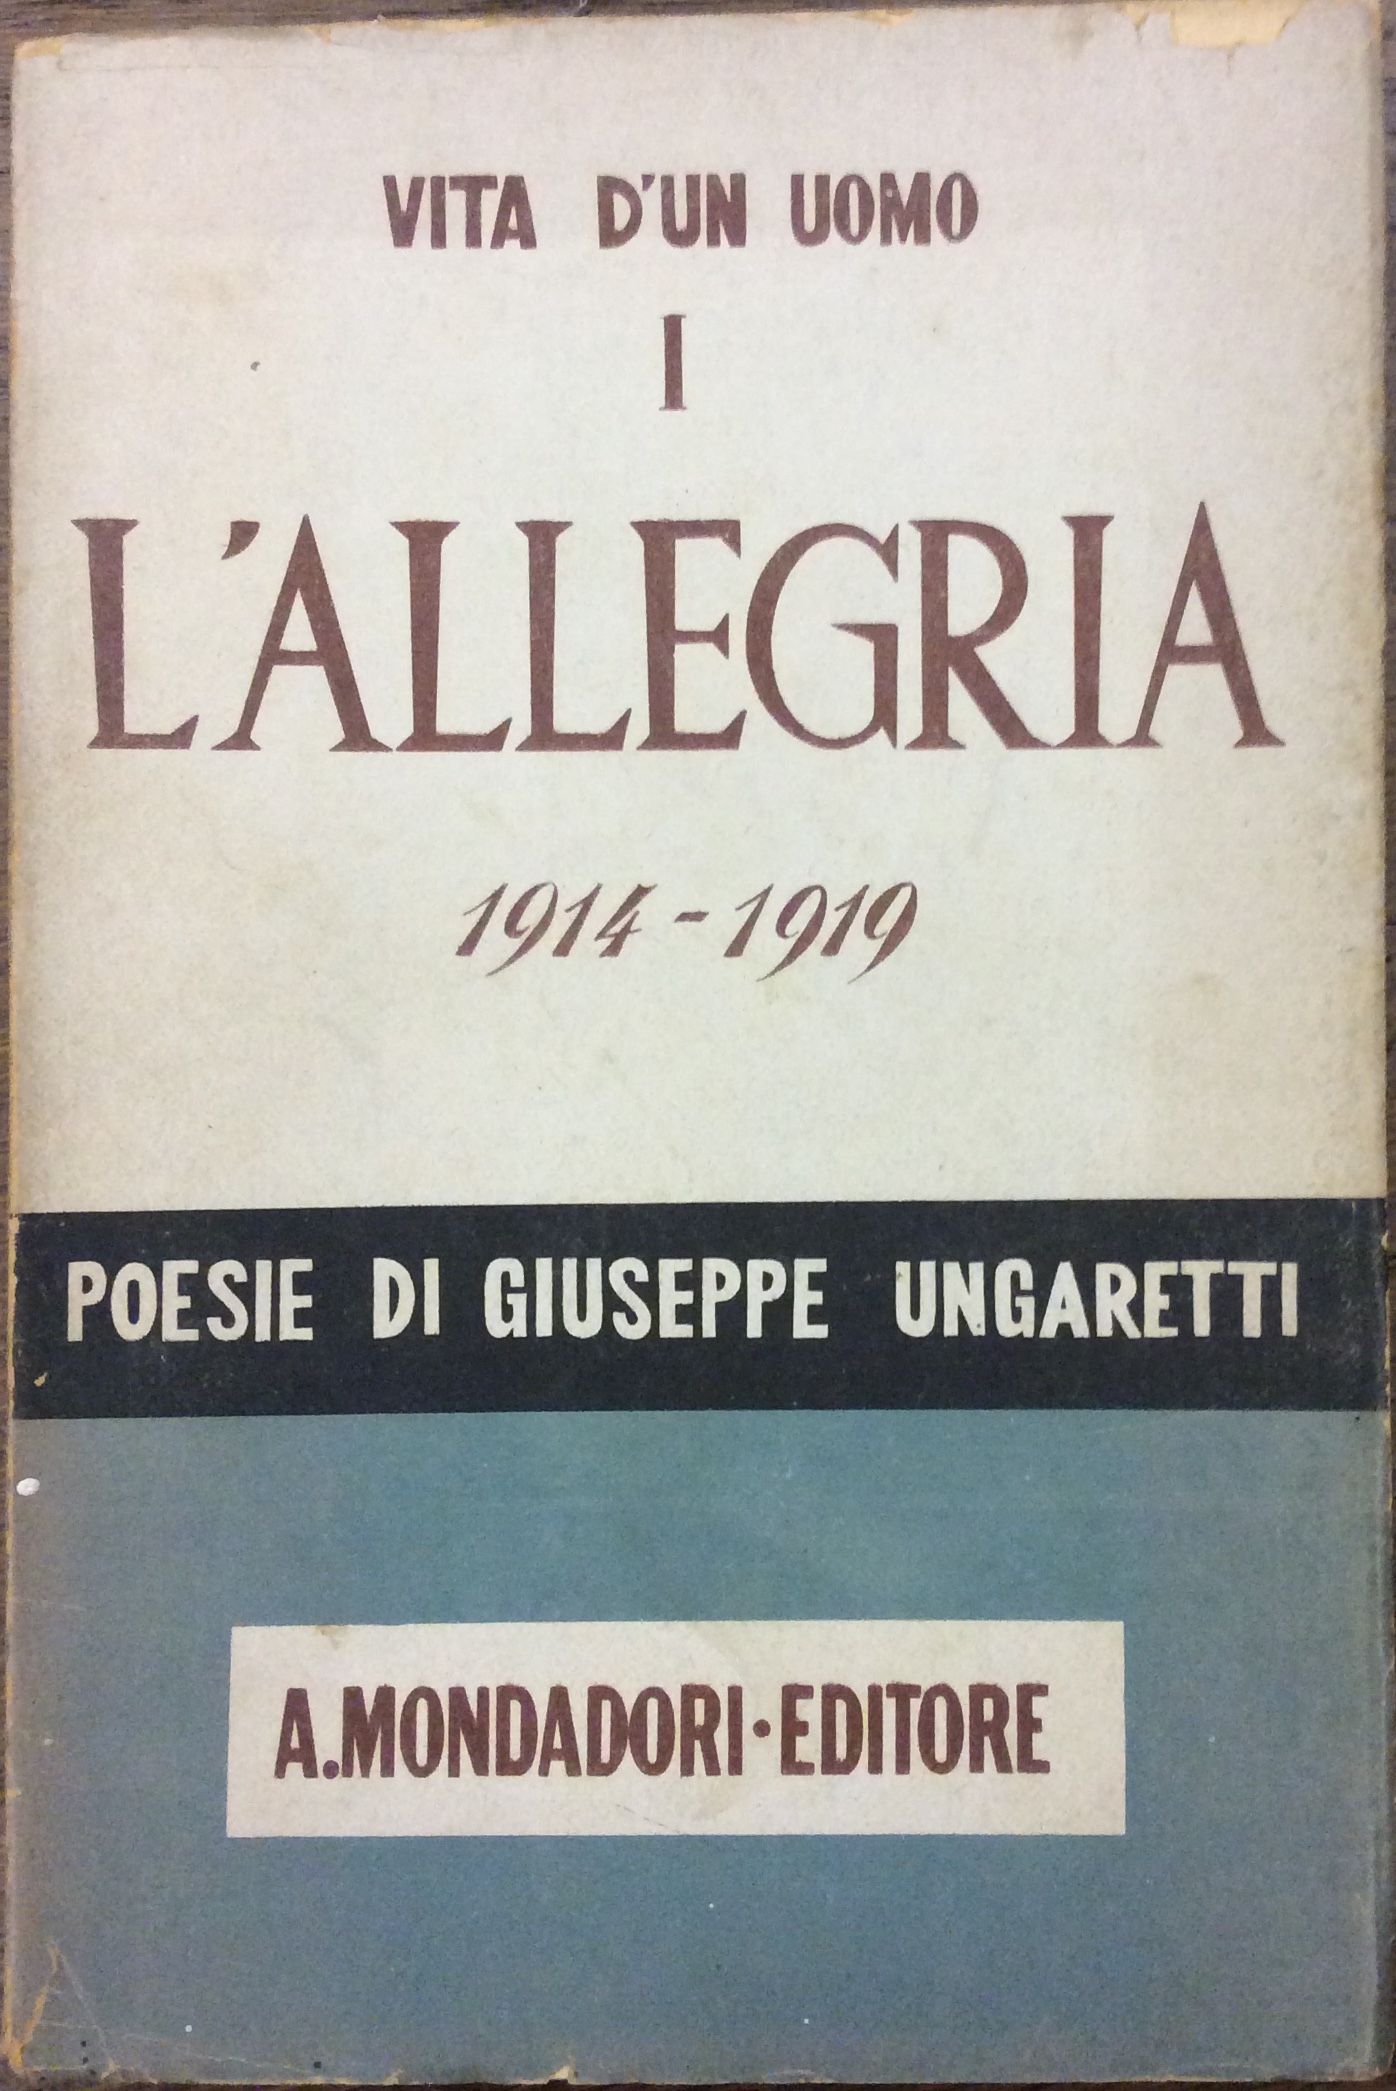 VITA D'UN UOMO
I
L'ALLEGRIA
1914 - 1919
POESIE DI GIUSEPPE UNGARETTI
A. MONDADORI · EDITORE